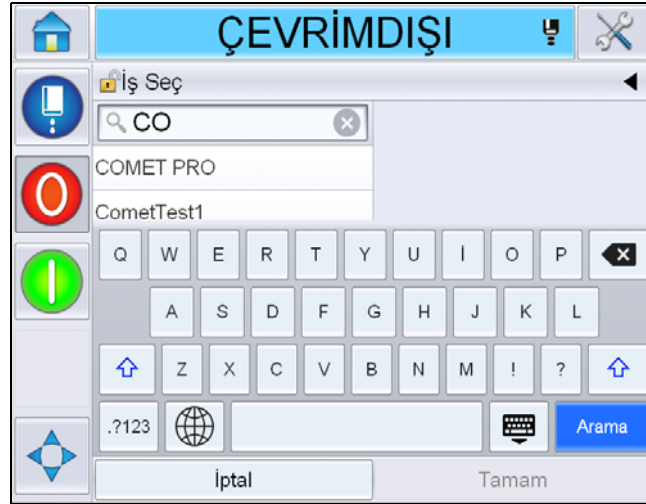 ÇEVRİMDIŞI
İş Seç
CO
COMET PRO
CometTest1
Q W E R T Y U İ O P
A S D F G H J K L
Z X C V B N M ! ?
.?123 Arama
İptal Tamam